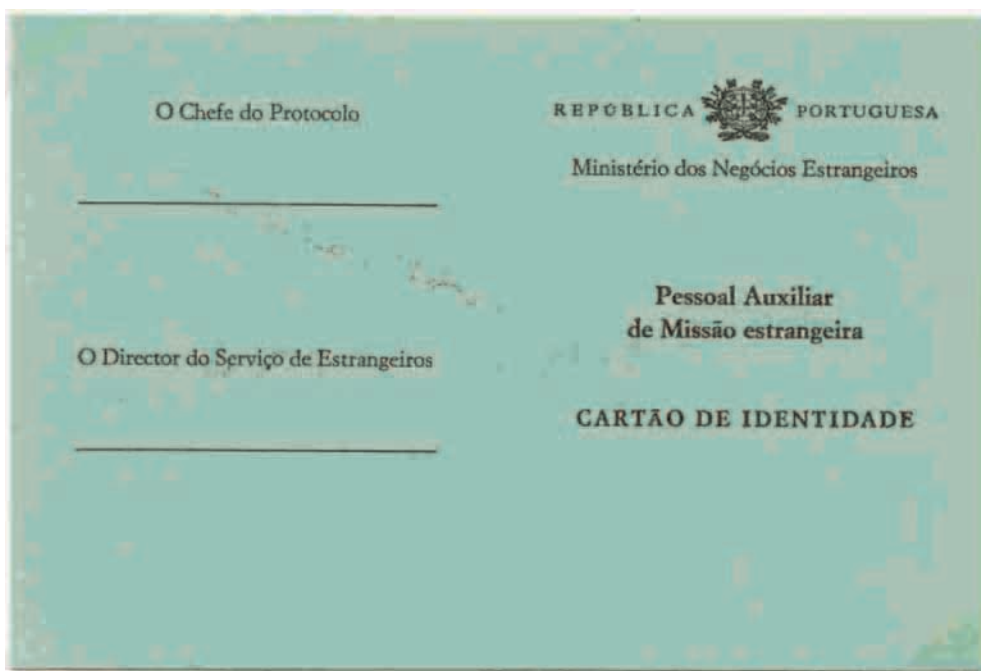 O Chefe do Protocolo
O Director do Serviço de Estrangeiros
REPÚBLICA PORTUGUESA
Ministério dos Negócios Estrangeiros
Pessoal Auxiliar
de Missão estrangeira
CARTÃO DE IDENTIDADE